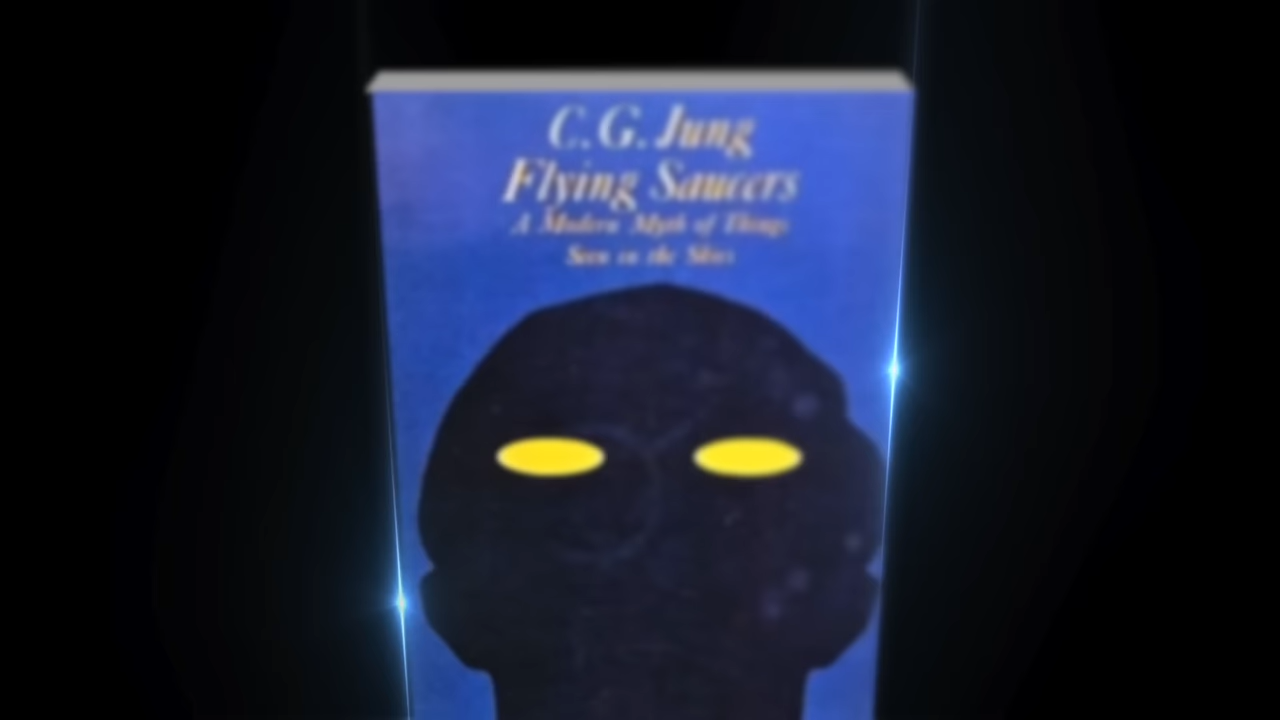 C.G. Jung
Flying Saucers
A Modern Myth of Things
Seen in the Skies